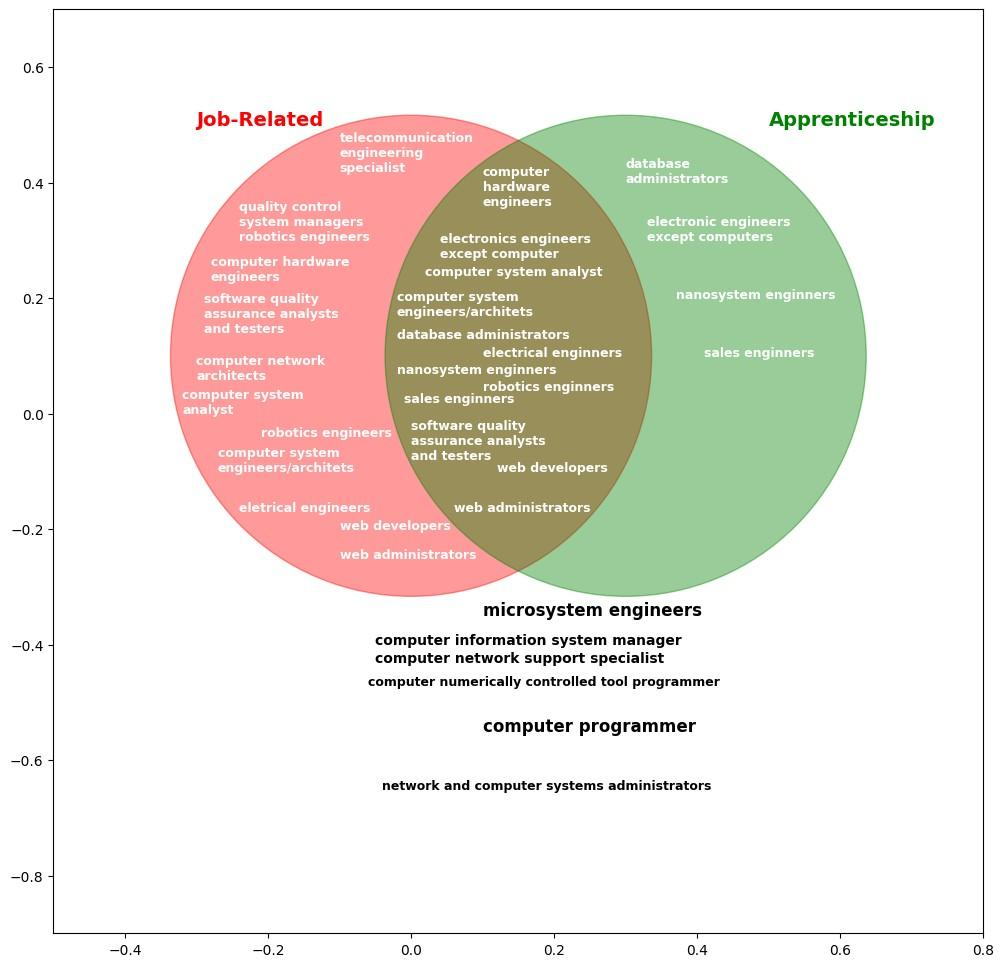 Job-Related
Apprenticeship
telecommunication
engineering
specialist
quality control
system managers
robotics engineers
computer hardware
engineers
software quality
assurance analysts
and testers
computer network
architects
computer system
analyst
robotics engineers
computer system
engineers/architets
eletrical engineers
web developers
web administrators
computer
hardware
engineers
electronics engineers
except computer
computer system analyst
computer system
engineers/architets
database administrators
electrical enginners
nanosystem enginners
robotics enginners
sales enginners
software quality
assurance analysts
and testers
web developers
web administrators
database
administrators
electronic engineers
except computers
nanosystem enginners
sales enginners
microsystem engineers
computer information system manager
computer network support specialist
computer numerically controlled tool programmer
computer programmer
network and computer systems administrators
0.6
0.4
0.2
0.0
−0.2
−0.4
−0.6
−0.8
−0.4
−0.2
0.0
0.2
0.4
0.6
0.8